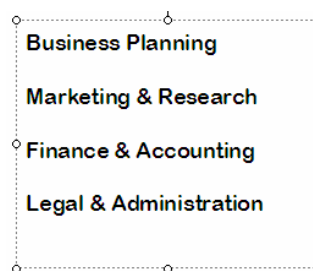 Business Planning
Marketing & Research
Finance & Accounting
Legal & Administration